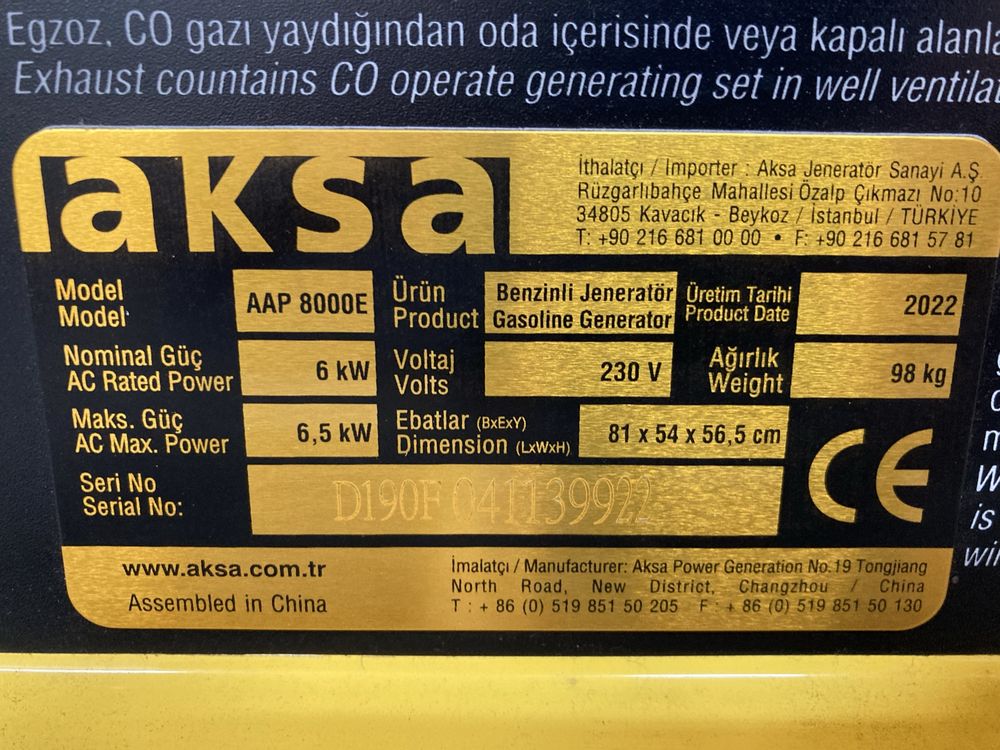 Egzoz, CO gazı yaydığından oda içerisinde veya kapalı
Exhaust countains CO operate generating set in well
aksa
İthalatçı / Importer : Aksa Jeneratör Sanayi A.Ş.
Rüzgarlıbahçe Mahallesi Özalp Çıkmazı No:10
34805 Kavacık - Beykoz / İstanbul / TÜRKİYE
T: +90 216 681 00 00 • F: +90 216 681 57 81
Model
Model
AAP 8000E
Ürün
Product
Benzinli Jeneratör
Gasoline Generator
Üretim Tarihi
Product Date
2022
Nominal Güç
AC Rated Power
6 kW
Voltaj
Volts
230 V
Ağırlık
Weight
98 kg
Maks. Güç
AC Max. Power
6,5 kW
Ebatlar (BxExY)
Dimension (LxWxH)
81 x 54 x 56,5 cm
CE
Seri No
Serial No:
D190F 041139922
www.aksa.com.tr
Assembled in China
İmalatçı / Manufacturer: Aksa Power Generation No.19 Tongjiang
North Road, New District, Changzhou / China
T : + 86 (0) 519 851 50 205 F : + 86 (0) 519 851 50 130
is